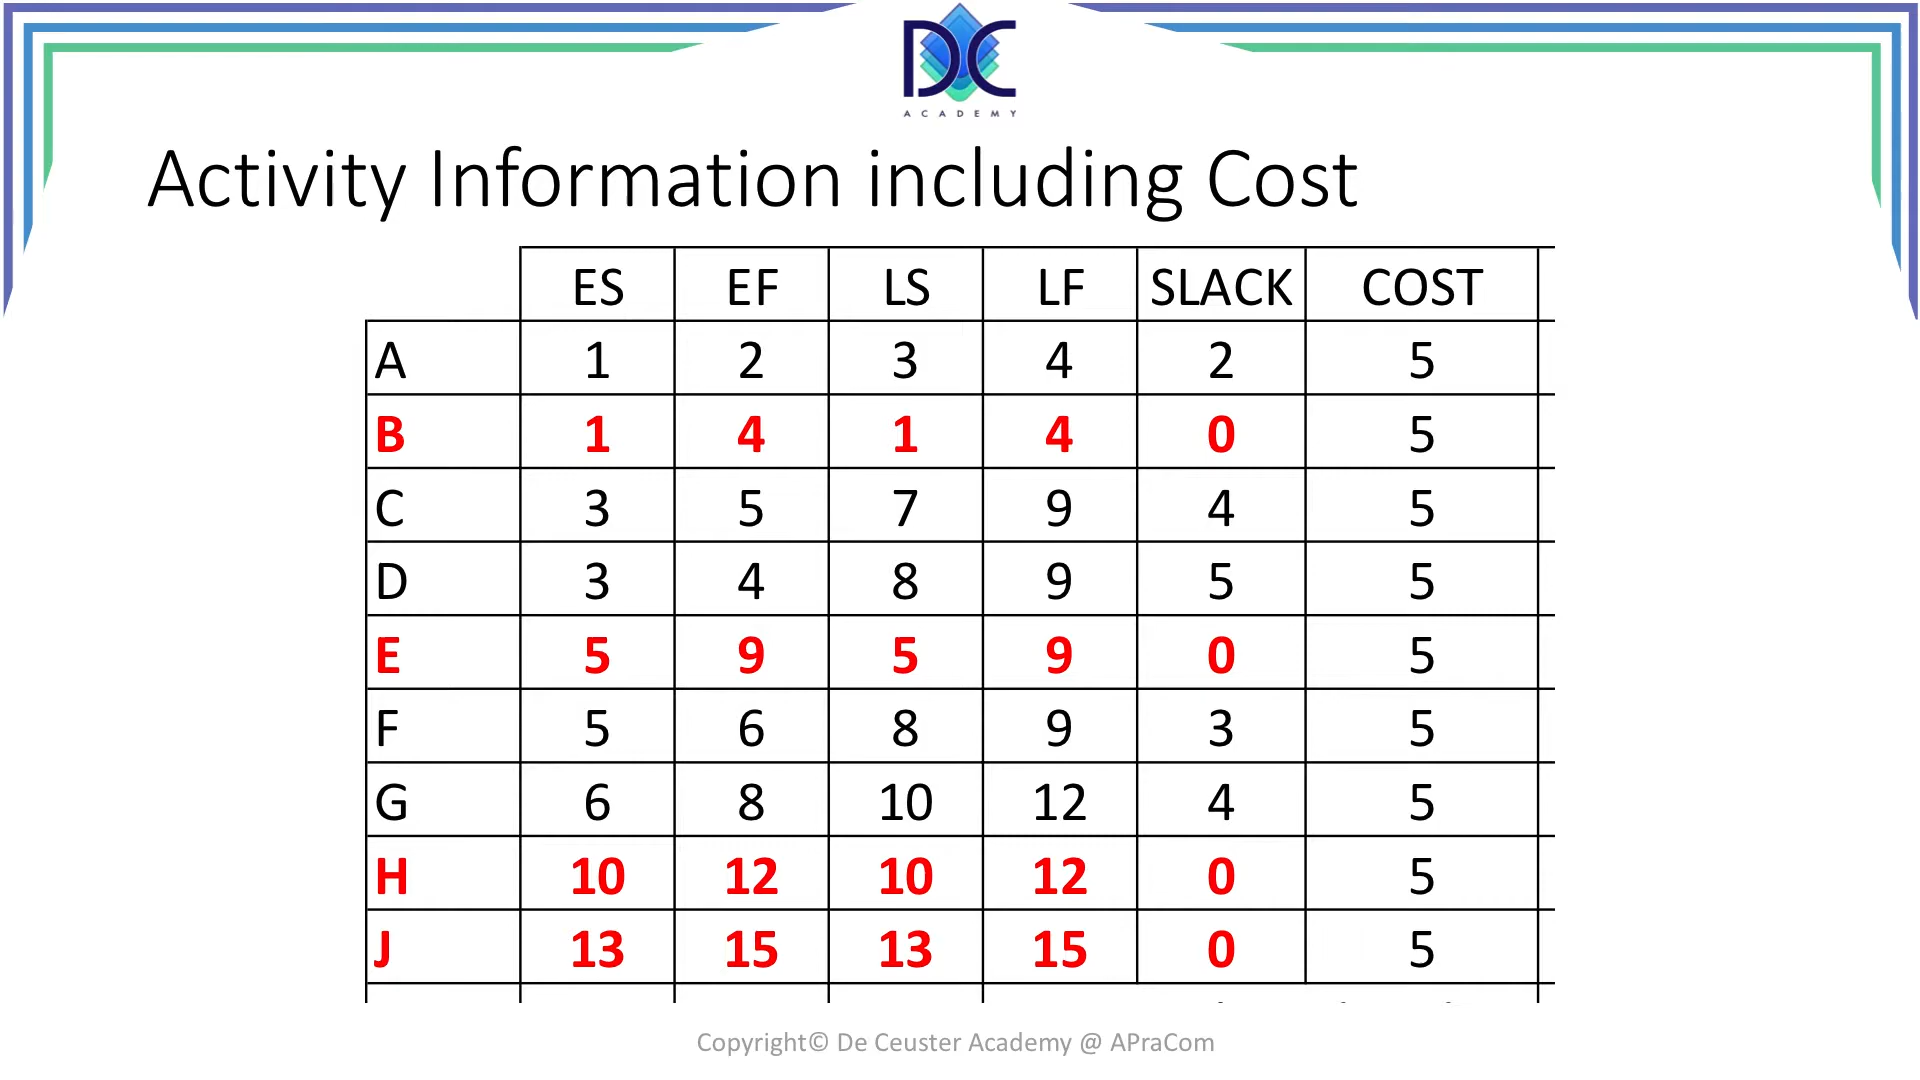 DC
ACADEMY
Activity Information including Cost
ES EF LS LF SLACK COST
A 1 2 3 4 2 5
B 1 4 1 4 0 5
C 3 5 7 9 4 5
D 3 4 8 9 5 5
E 5 9 5 9 0 5
F 5 6 8 9 3 5
G 6 8 10 12 4 5
H 10 12 10 12 0 5
J 13 15 13 15 0 5
Copyright© De Ceuster Academy @ APraCom